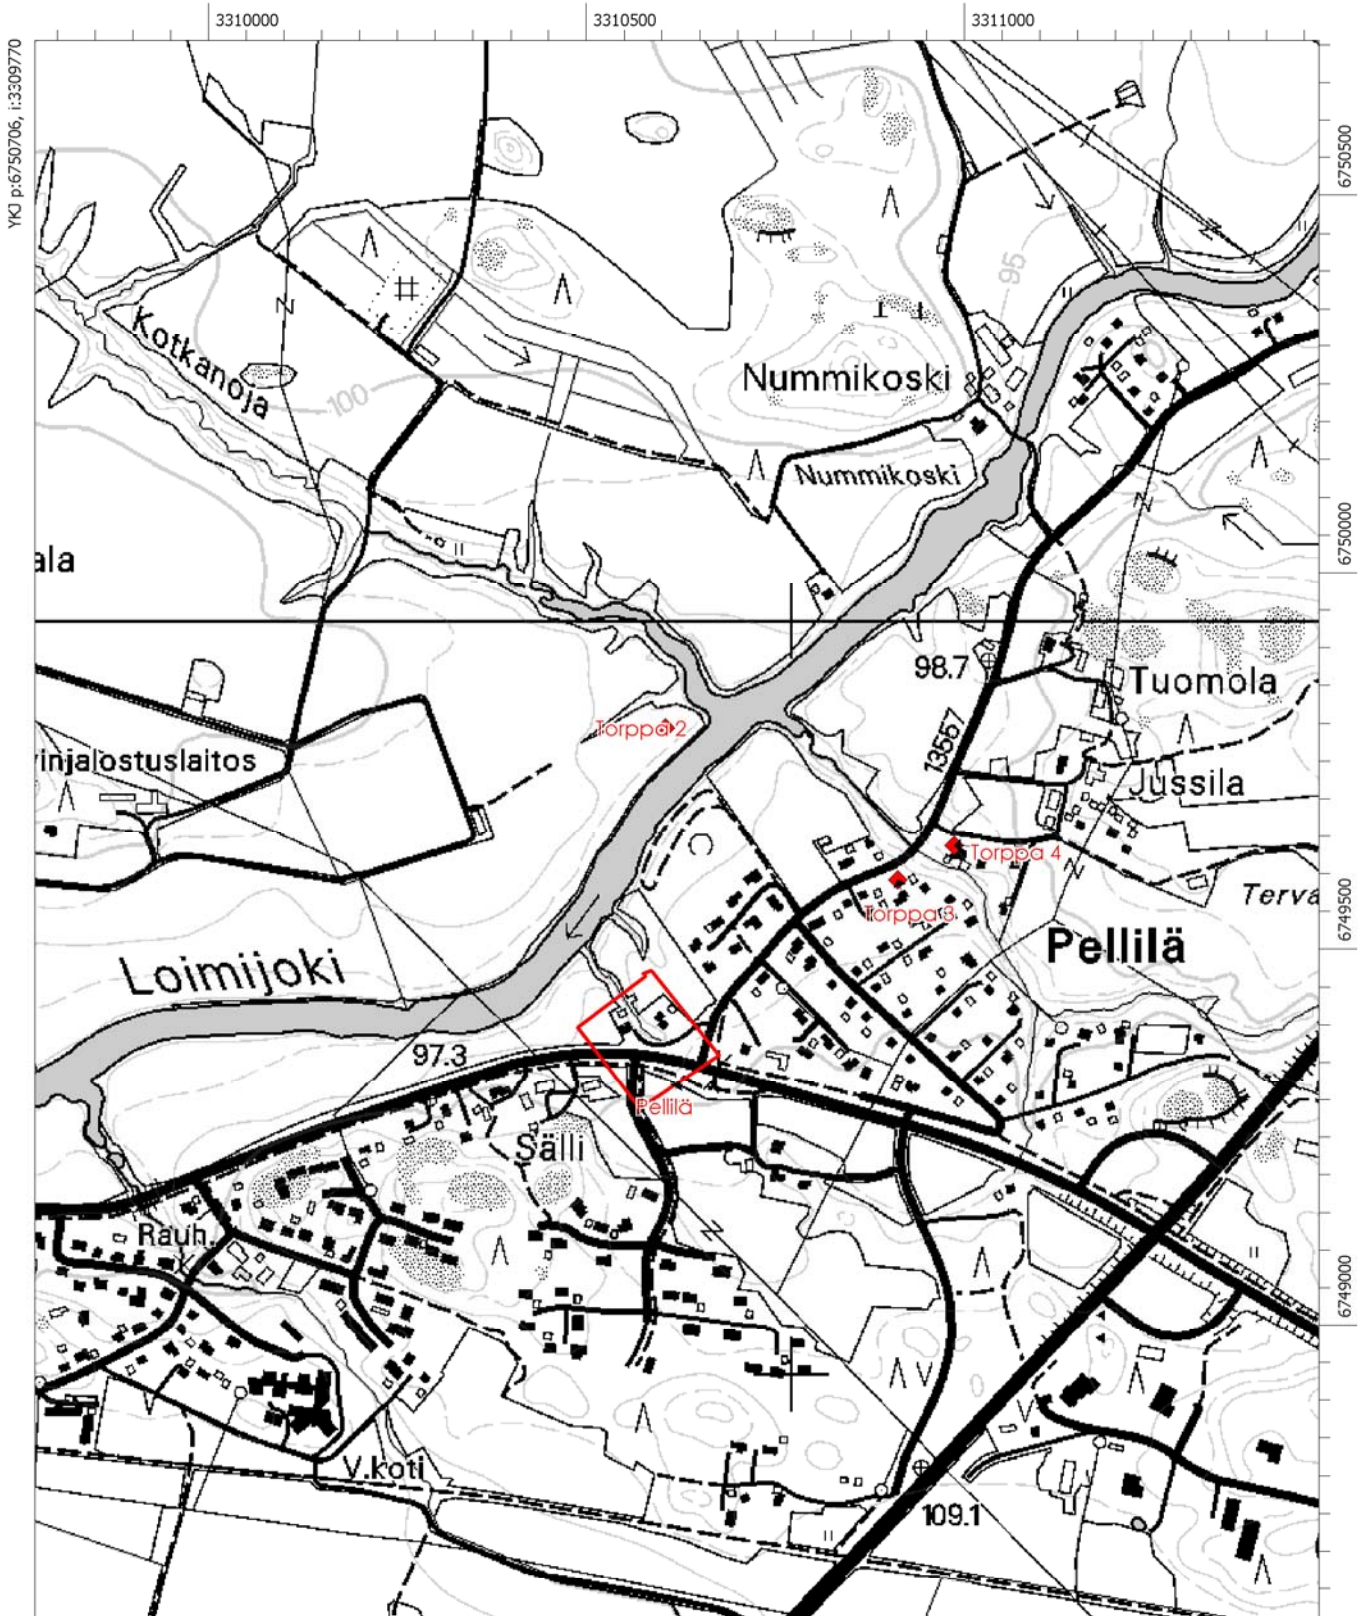 3310000
3310500
3311000
YKJ p:6750706, i:3309770
6750500
95
Kotkanoja
100
Nummikoski
Nummikoski
6750000
ala
98.7
Tuomola
Torppa 2
13557
injalostuslaitos
Jussila
Torppa 4
Torppa 3
Terva
6749500
Pellilä
Loimijoki
97.3
Pellilä
Sälli
Rauh.
6749000
V.koti
109.1